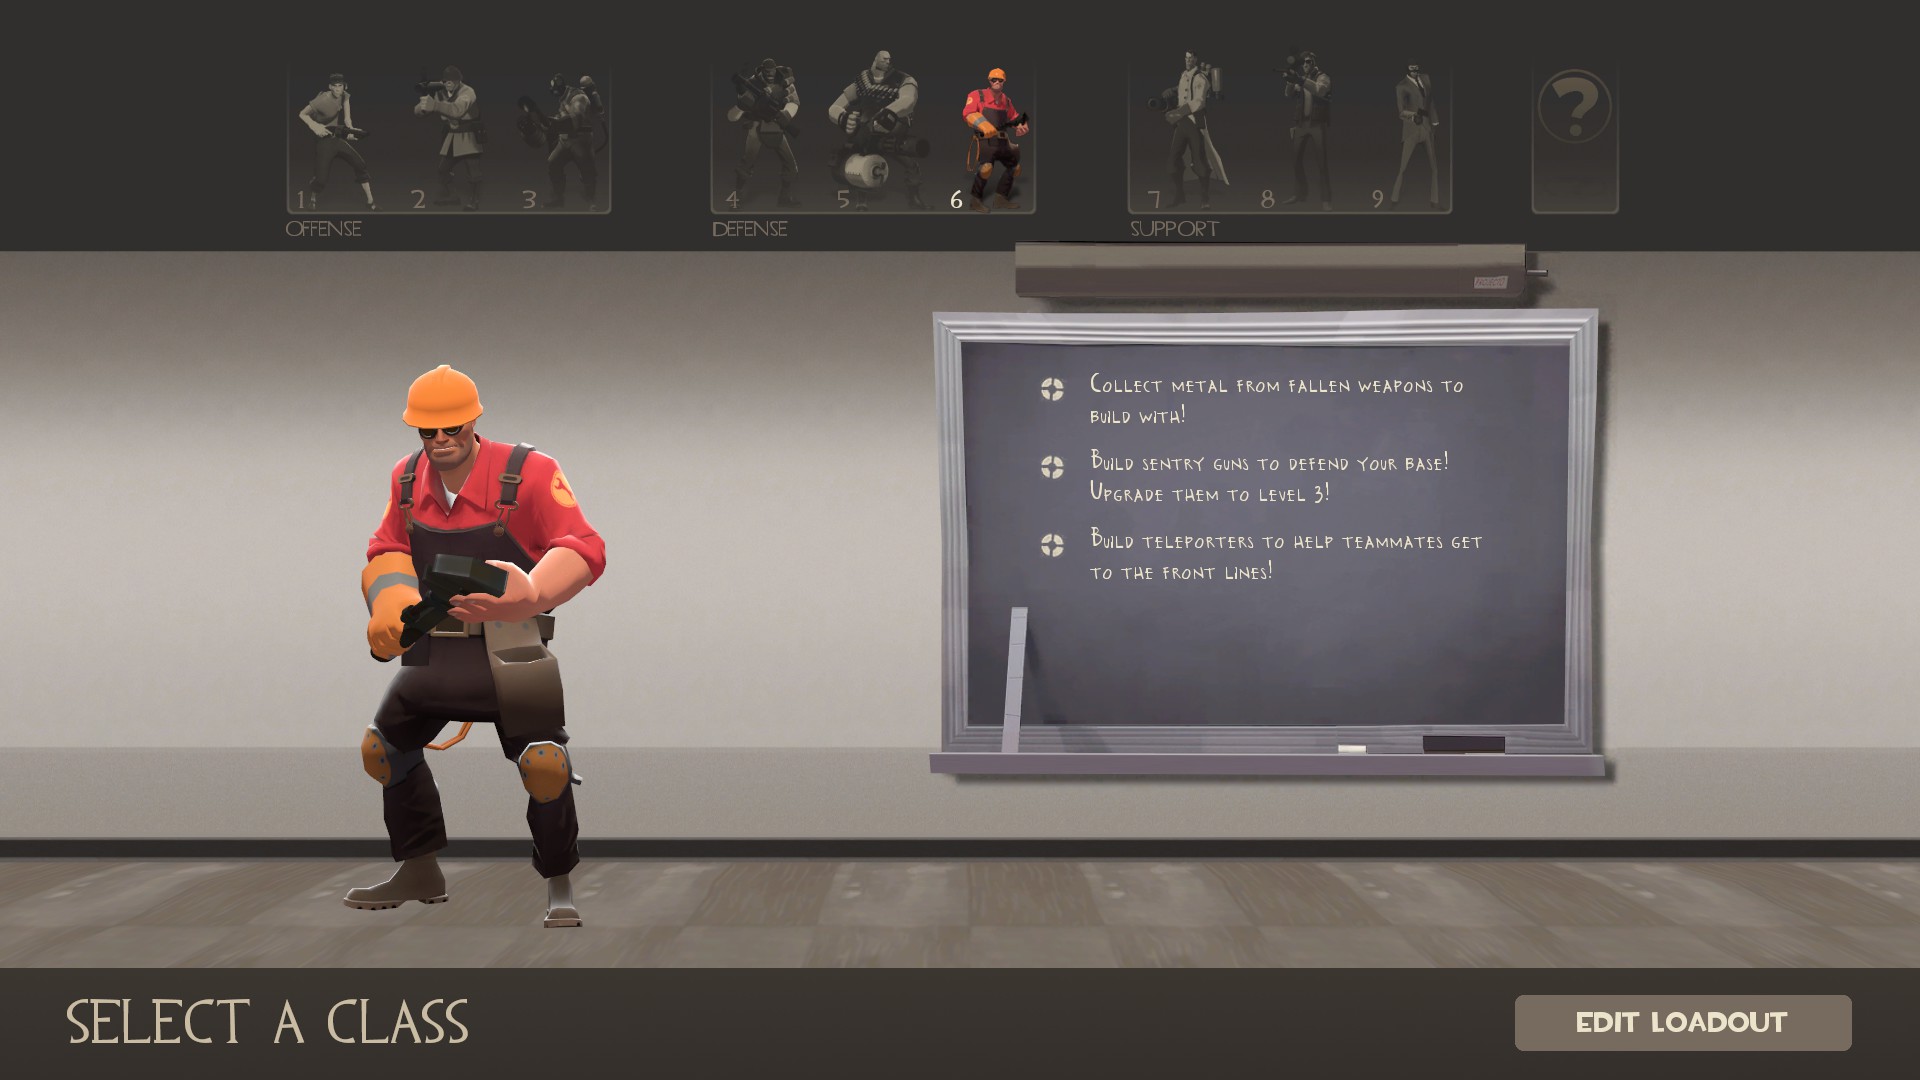 1 2 3
OFFENSE
4 5 6
DEFENSE
7 8 9
SUPPORT
?
Collect metal from fallen weapons to
build with!
Build sentry guns to defend your base!
Upgrade them to level 3!
Build teleporters to help teammates get
to the front lines!
SELECT A CLASS
EDIT LOADOUT